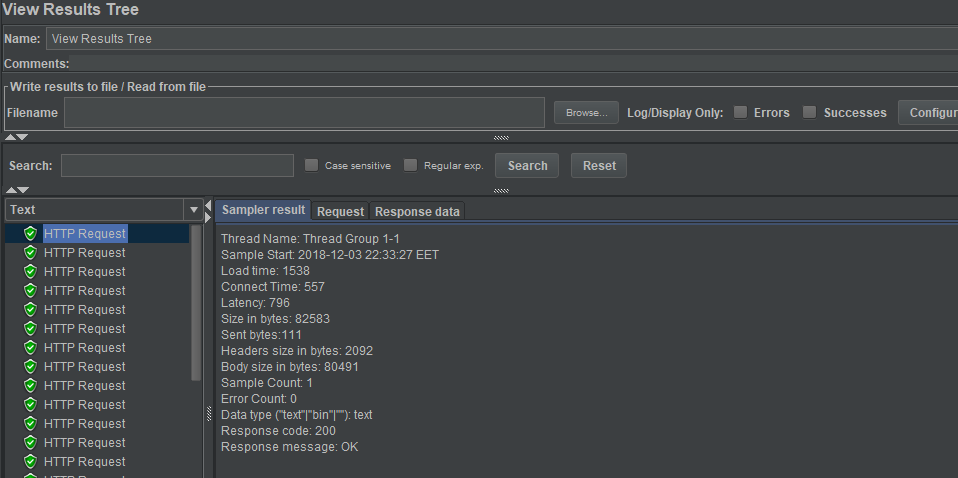 View Results Tree
Name: View Results Tree
Comments:
Write results to file / Read from file
Filename Browse... Log/Display Only: Errors Successes Configur
Search: Case sensitive Regular exp. Search Reset
Text
Sampler result Request Response data
HTTP Request
HTTP Request
HTTP Request
HTTP Request
HTTP Request
HTTP Request
HTTP Request
HTTP Request
HTTP Request
HTTP Request
HTTP Request
HTTP Request
HTTP Request
HTTP Request
Thread Name: Thread Group 1-1
Sample Start: 2018-12-03 22:33:27 EET
Load time: 1538
Connect Time: 557
Latency: 796
Size in bytes: 82583
Sent bytes:111
Headers size in bytes: 2092
Body size in bytes: 80491
Sample Count: 1
Error Count: 0
Data type ("text"|"bin"|""): text
Response code: 200
Response message: OK